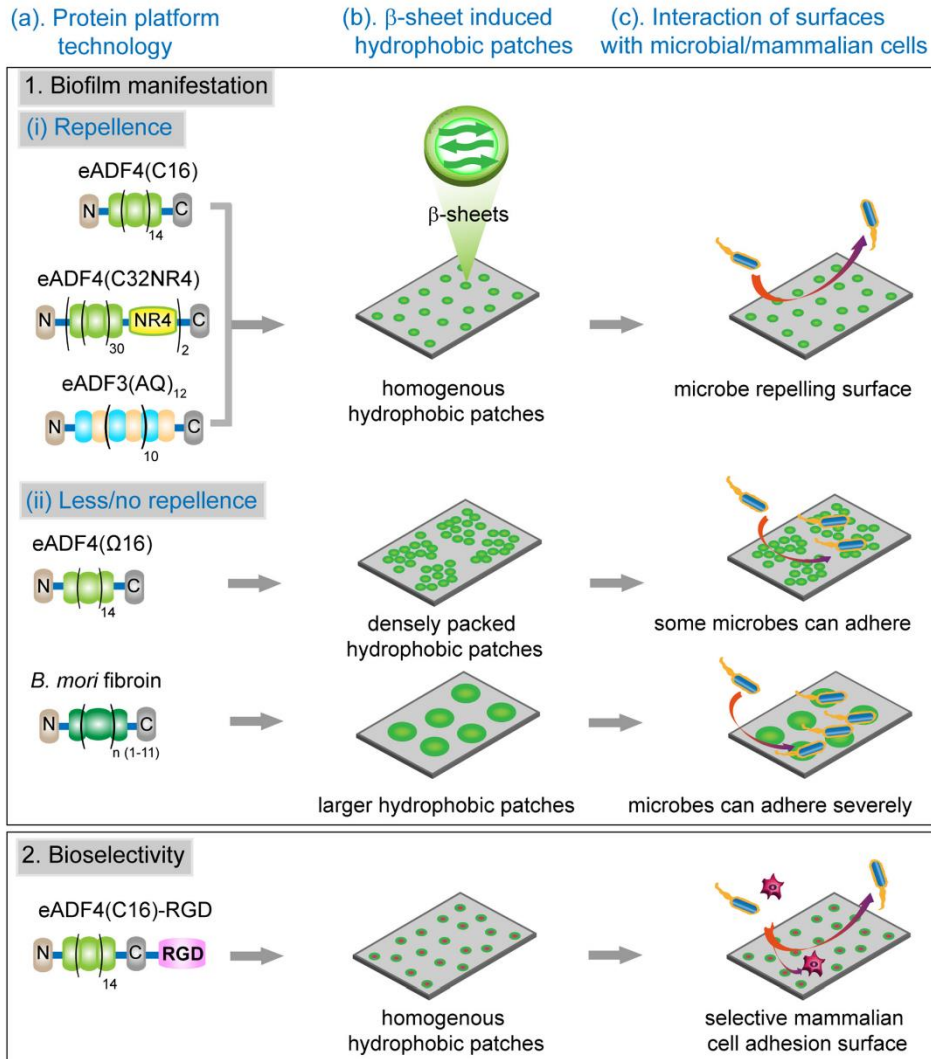 (a). Protein platform
technology
(b). β-sheet induced
hydrophobic patches
(c). Interaction of surfaces
with microbial/mammalian cells
1. Biofilm manifestation
(i) Repellence
eADF4(C16)
N
C
14
β-sheets
eADF4(C32NR4)
N
NR4
C
30
2
eADF3(AQ)12
N
C
10
homogenous
hydrophobic patches
microbe repelling surface
(ii) Less/no repellence
eADF4(Ω16)
N
C
14
densely packed
hydrophobic patches
some microbes can adhere
B. mori fibroin
N
C
n (1-11)
larger hydrophobic patches
microbes can adhere severely
2. Bioselectivity
eADF4(C16)-RGD
N
C
RGD
14
homogenous
hydrophobic patches
selective mammalian
cell adhesion surface